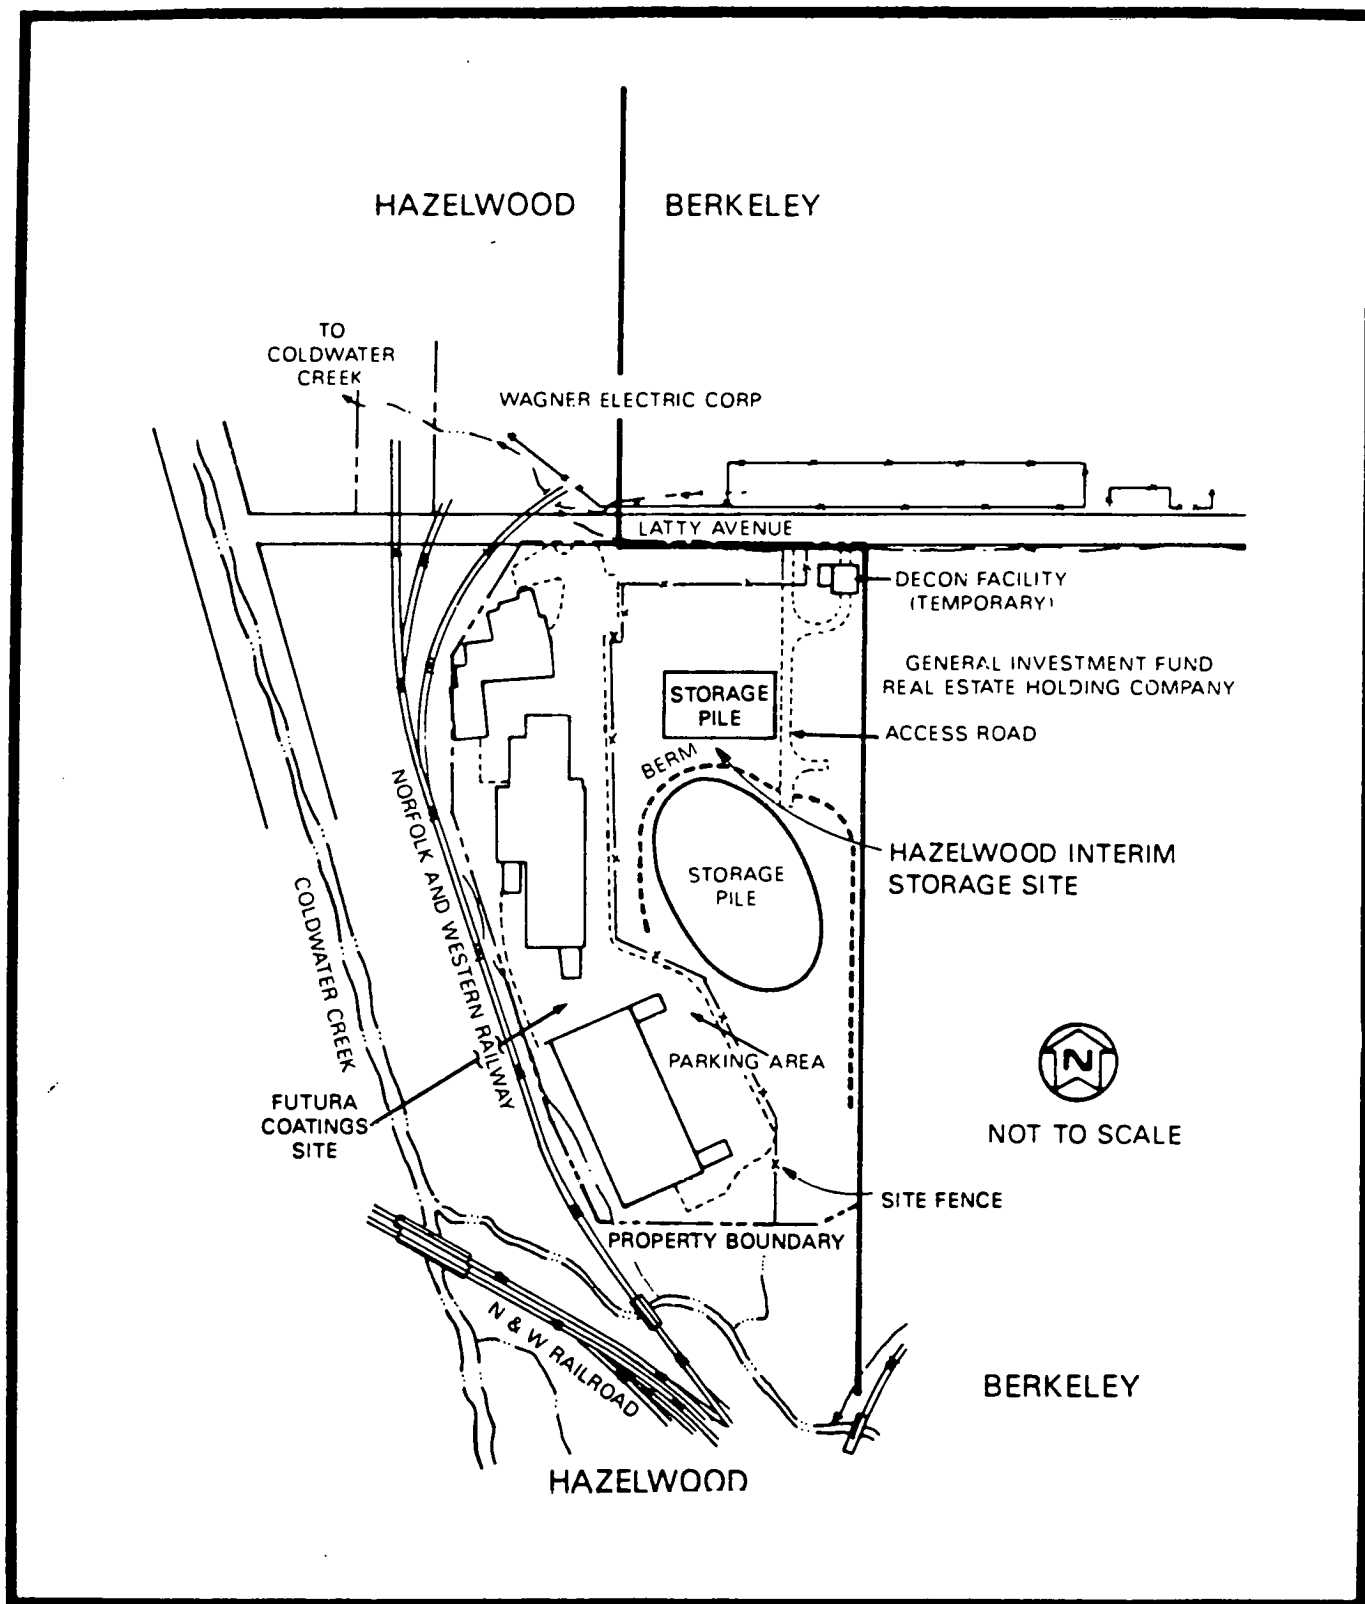 HAZELWOOD
BERKELEY
TO
COLDWATER
CREEK
WAGNER ELECTRIC CORP
LATTY AVENUE
DECON FACILITY
(TEMPORARY)
GENERAL INVESTMENT FUND
REAL ESTATE HOLDING COMPANY
STORAGE
PILE
ACCESS ROAD
BERM
NORFOLK AND WESTERN RAILWAY
HAZELWOOD INTERIM
STORAGE SITE
STORAGE
PILE
COLDWATER CREEK
PARKING AREA
N
FUTURA
COATINGS
SITE
NOT TO SCALE
SITE FENCE
PROPERTY BOUNDARY
N & W RAILROAD
BERKELEY
HAZELWOOD